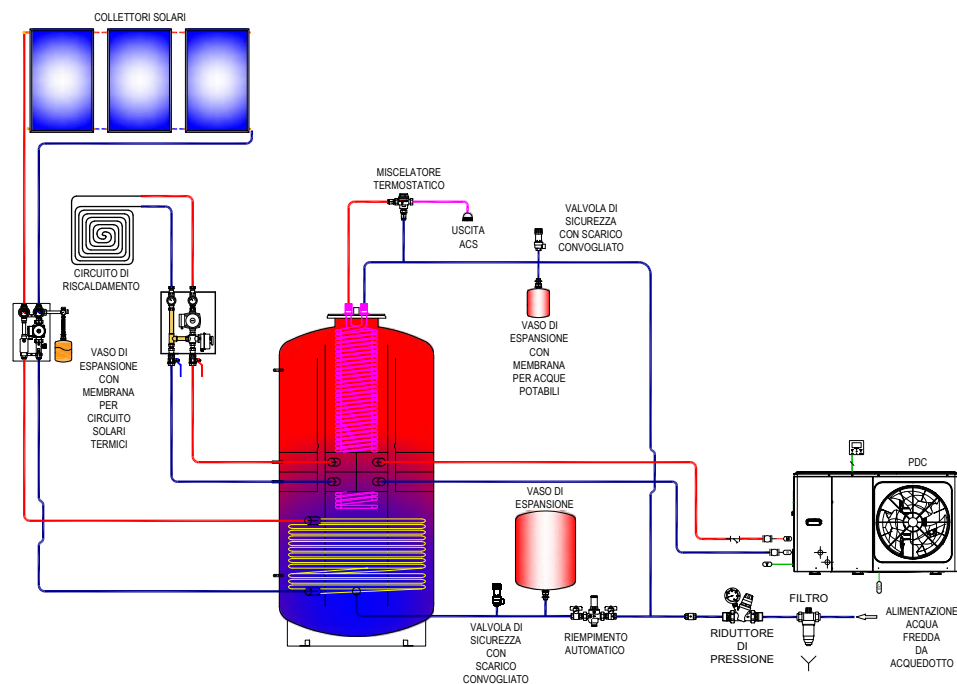 COLLETTORI SOLARI
MISCELATORE
TERMOSTATICO
USCITA
ACS
VALVOLA DI
SICUREZZA
CON SCARICO
CONVOGLIATO
CIRCUITO DI
RISCALDAMENTO
VASO DI
ESPANSIONE
CON
MEMBRANA
PER
CIRCUITO
SOLARI
TERMICI
VASO DI
ESPANSIONE
CON
MEMBRANA
PER ACQUE
POTABILI
PDC
VASO DI
ESPANSIONE
VALVOLA DI
SICUREZZA
CON
SCARICO
CONVOGLIATO
RIEMPIMENTO
AUTOMATICO
RIDUTTORE
DI
PRESSIONE
FILTRO
ALIMENTAZIONE
ACQUA
FREDDA
DA
ACQUEDOTTO